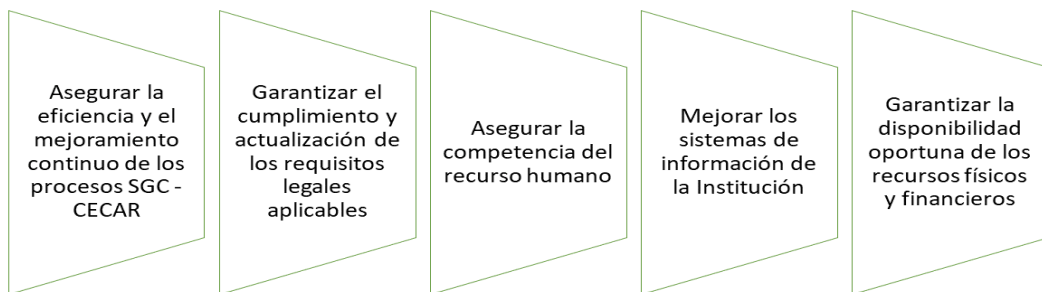 Asegurar la
eficiencia y el
mejoramiento
continuo de los
procesos SGC -
CECAR
Garantizar el
cumplimiento y
actualización de
los requisitos
legales
aplicables
Asegurar la
competencia del
recurso humano
Mejorar los
sistemas de
información de
la Institución
Garantizar la
disponibilidad
oportuna de los
recursos físicos
y financieros